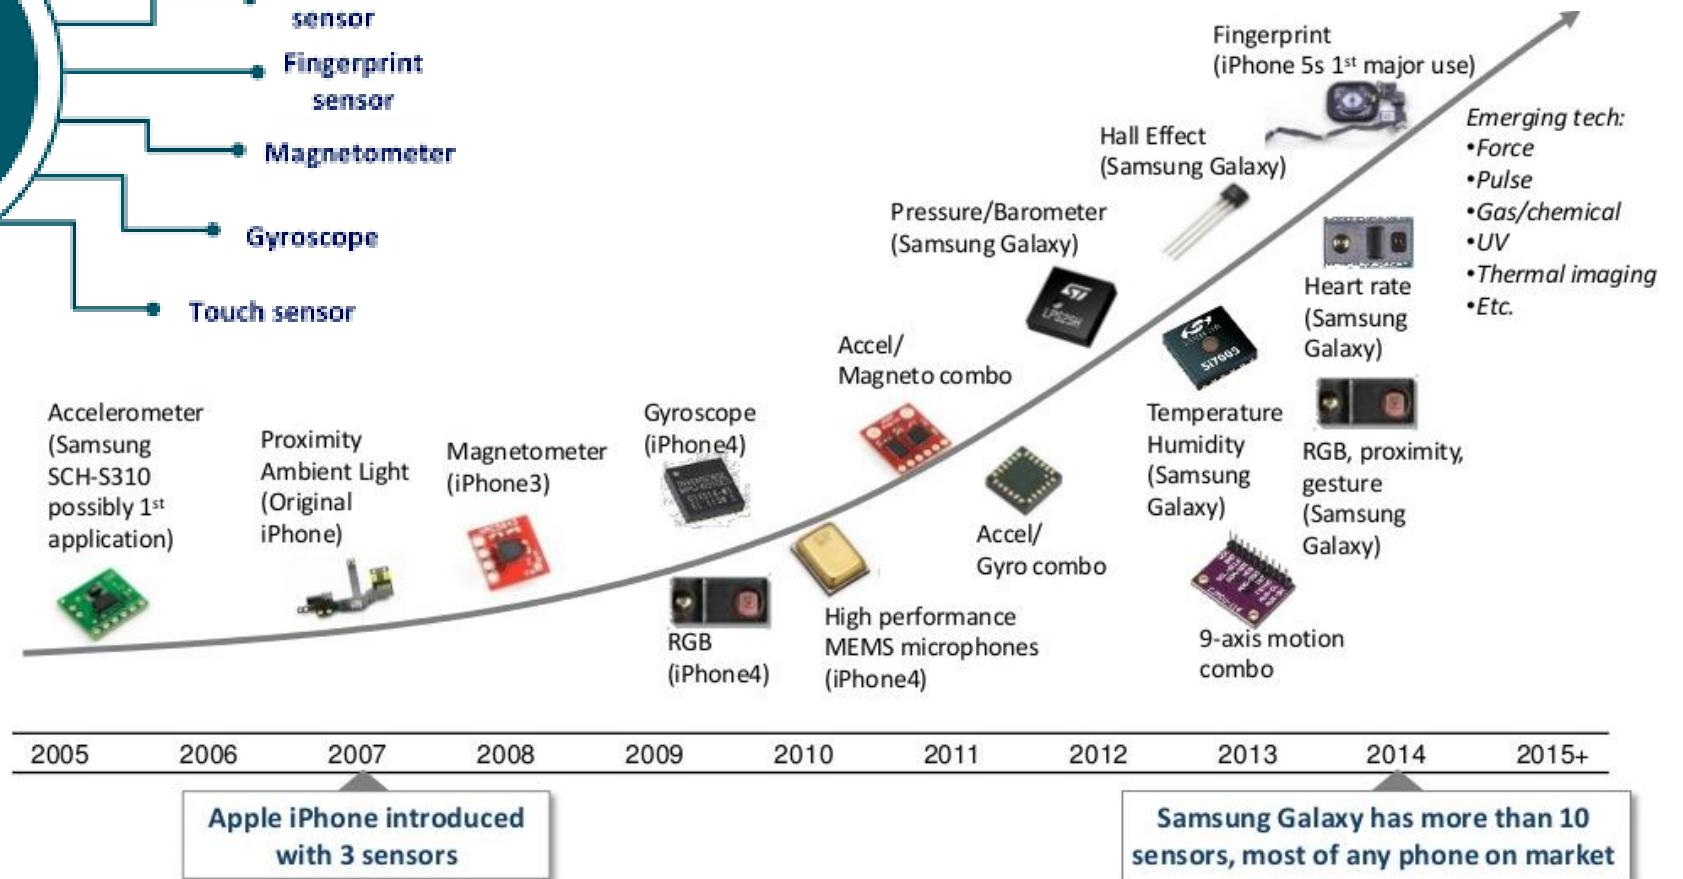 sensor
Fingerprint
sensor
Magnetometer
Gyroscope
Touch sensor
Fingerprint
(iPhone 5s 1st major use)
Hall Effect
(Samsung Galaxy)
Pressure/Barometer
(Samsung Galaxy)
Emerging tech:
•Force
•Pulse
•Gas/chemical
•UV
•Thermal imaging
•Etc.
Heart rate
(Samsung
Galaxy)
ST
LPS25H
Si7005
Accel/
Magneto combo
Accelerometer
(Samsung
SCH-S310
possibly 1st
application)
Proximity
Ambient Light
(Original
iPhone)
Magnetometer
(iPhone3)
Gyroscope
(iPhone4)
Temperature
Humidity
(Samsung
Galaxy)
RGB, proximity,
gesture
(Samsung
Galaxy)
Accel/
Gyro combo
RGB
(iPhone4)
High performance
MEMS microphones
(iPhone4)
9-axis motion
combo
2005 2006 2007 2008 2009 2010 2011 2012 2013 2014 2015+
Apple iPhone introduced
with 3 sensors
Samsung Galaxy has more than 10
sensors, most of any phone on market